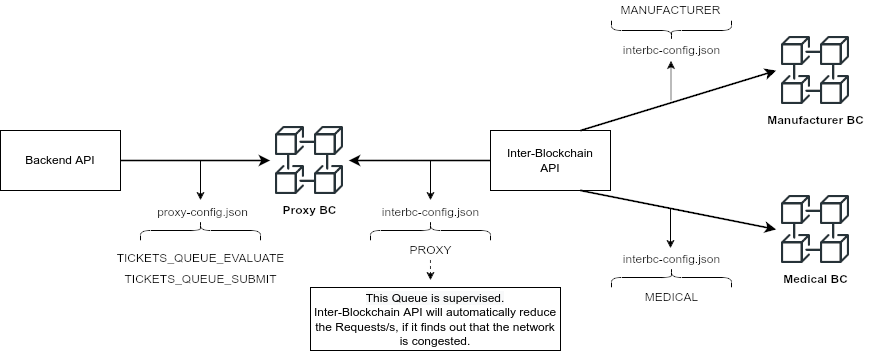 MANUFACTURER
interbc-config.json
Manufacturer BC
Backend API
Inter-Blockchain
API
Proxy BC
proxy-config.json
TICKETS_QUEUE_EVALUATE
TICKETS_QUEUE_SUBMIT
interbc-config.json
PROXY
This Queue is supervised.
Inter-Blockchain API will automatically reduce
the Requests/s, if it finds out that the network
is congested.
interbc-config.json
MEDICAL
Medical BC